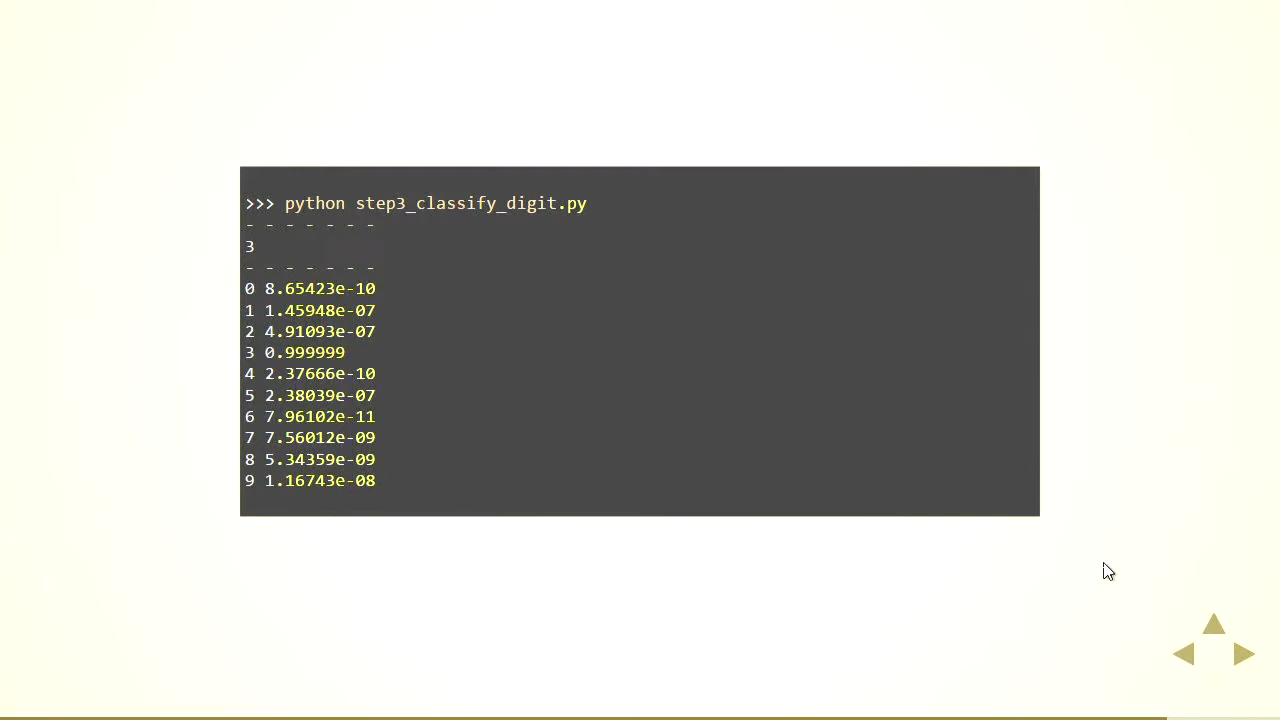 >>> python step3_classify_digit.py
- - - - - - -
3
- - - - - - -
0 8.65423e-10
1 1.45948e-07
2 4.91093e-07
3 0.999999
4 2.37666e-10
5 2.38039e-07
6 7.96102e-11
7 7.56012e-09
8 5.34359e-09
9 1.16743e-08